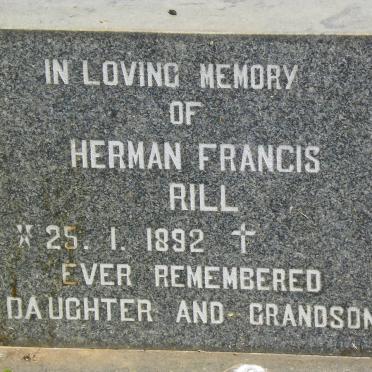 IN LOVING MEMORY
OF
HERMAN FRANCIS
RILL
* 25. 1. 1892 †
EVER REMEMBERED
DAUGHTER AND GRANDSON